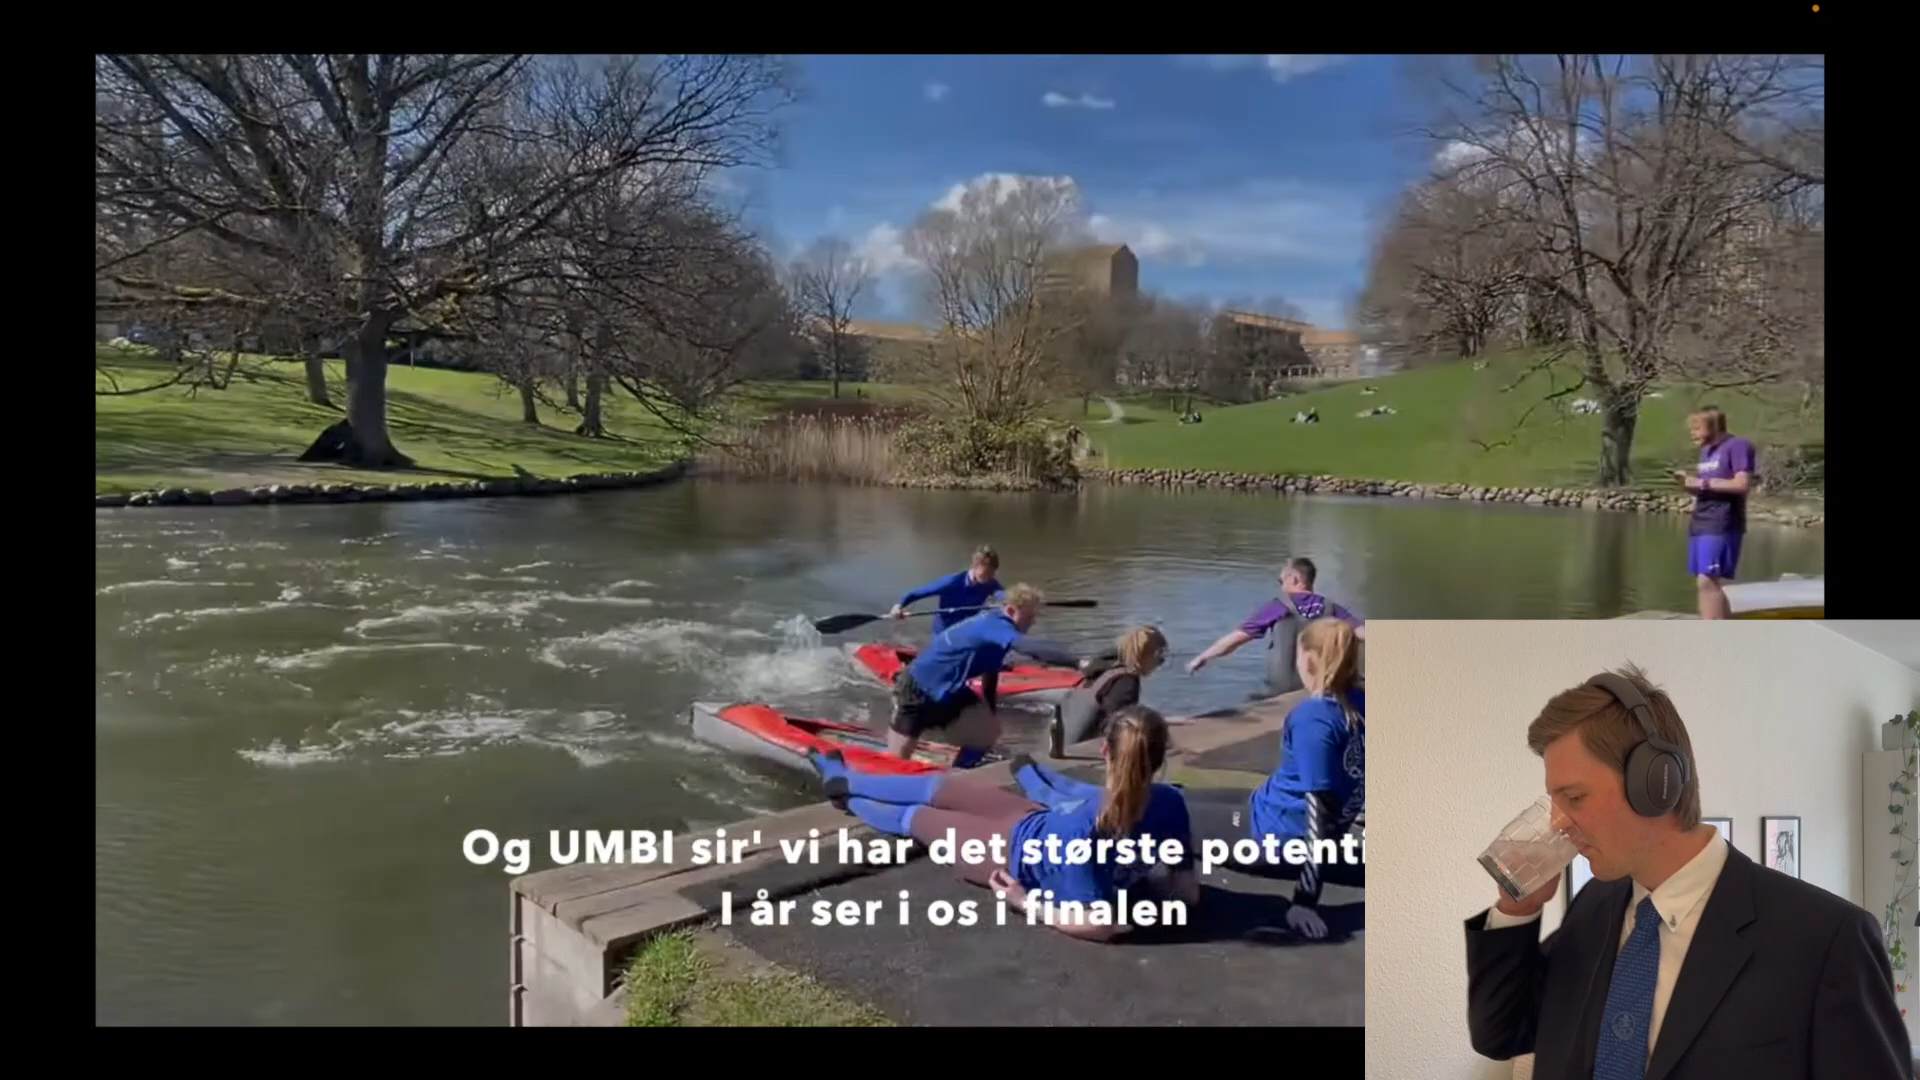 Og UMBI sir' vi har det største potenti
I år ser i os i finalen